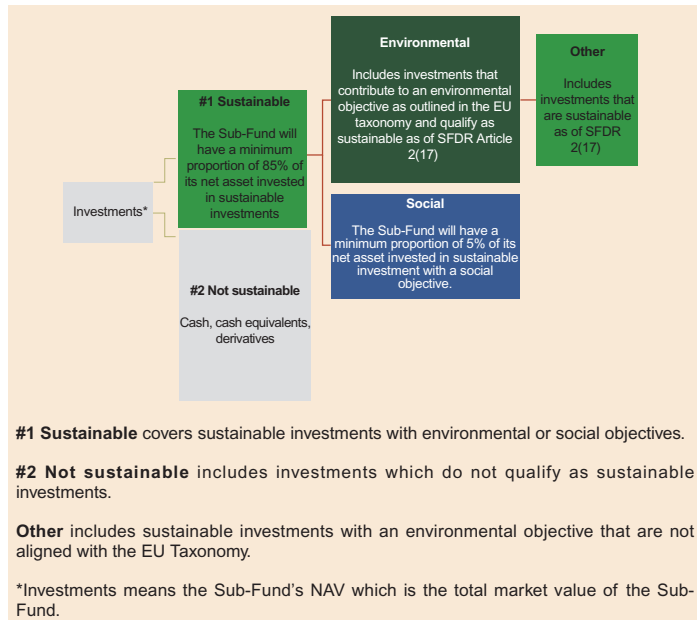 Investments*
#1 Sustainable
The Sub-Fund will
have a minimum
proportion of 85% of
its net asset invested
in sustainable
investments
#2 Not sustainable
Cash, cash equivalents,
derivatives
Environmental
Includes investments that
contribute to an environmental
objective as outlined in the EU
taxonomy and qualify as
sustainable as of SFDR Article
2(17)
Social
The Sub-Fund will have a
minimum proportion of 5% of its
net asset invested in sustainable
investment with a social
objective.
Other
Includes
investments that
are sustainable
as of SFDR
2(17)
#1 Sustainable covers sustainable investments with environmental or social objectives.
#2 Not sustainable includes investments which do not qualify as sustainable
investments.
Other includes sustainable investments with an environmental objective that are not
aligned with the EU Taxonomy.
*Investments means the Sub-Fund's NAV which is the total market value of the Sub-
Fund.